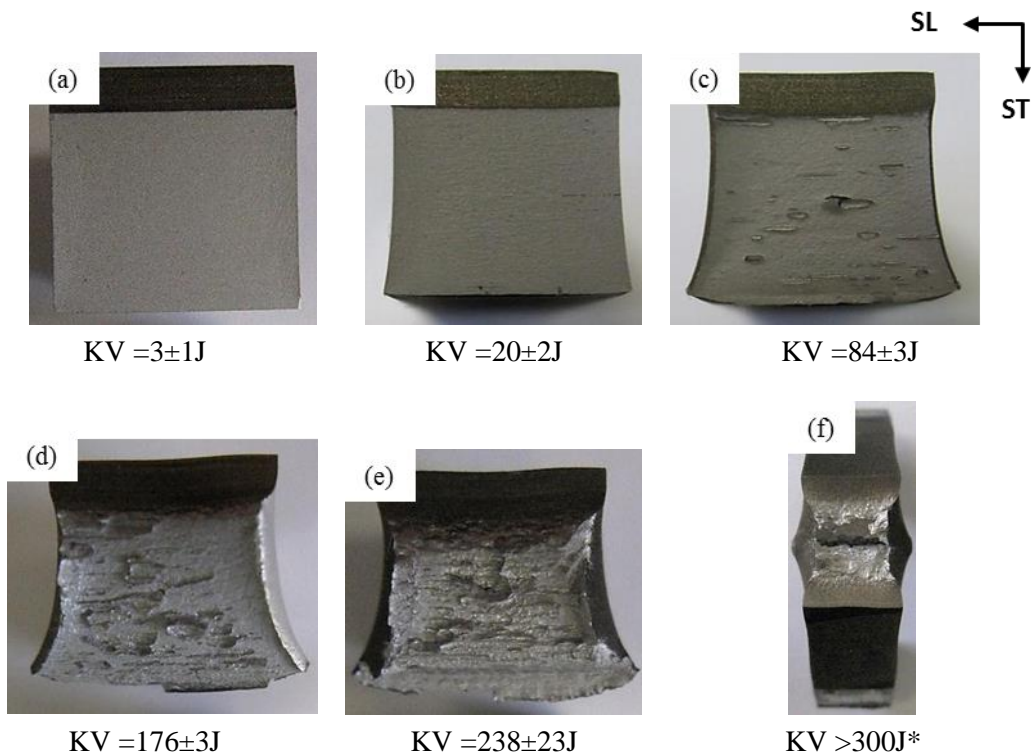 SL
ST
(a)
(b)
(c)
KV =3±1J
KV =20±2J
KV =84±3J
(d)
(e)
(f)
KV =176±3J
KV =238±23J
KV >300J*